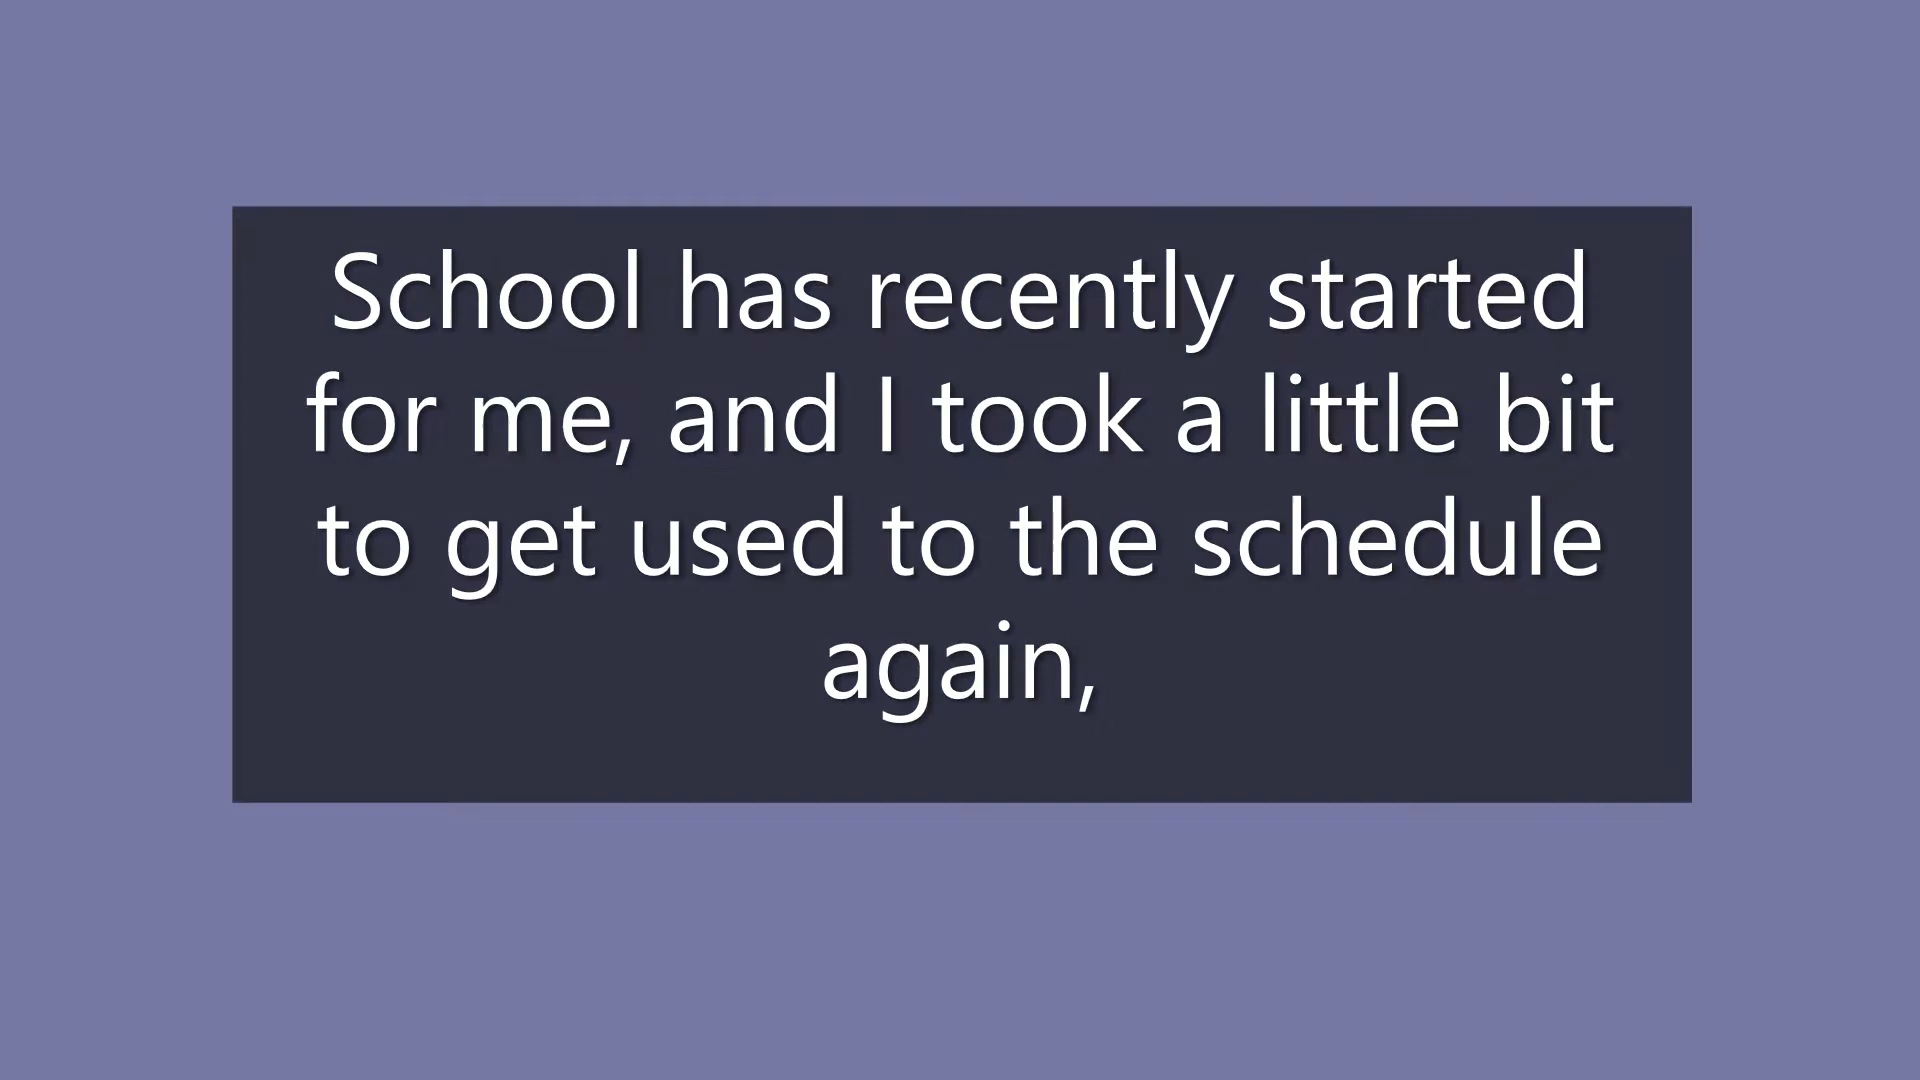 School has recently started
for me, and I took a little bit
to get used to the schedule
again,